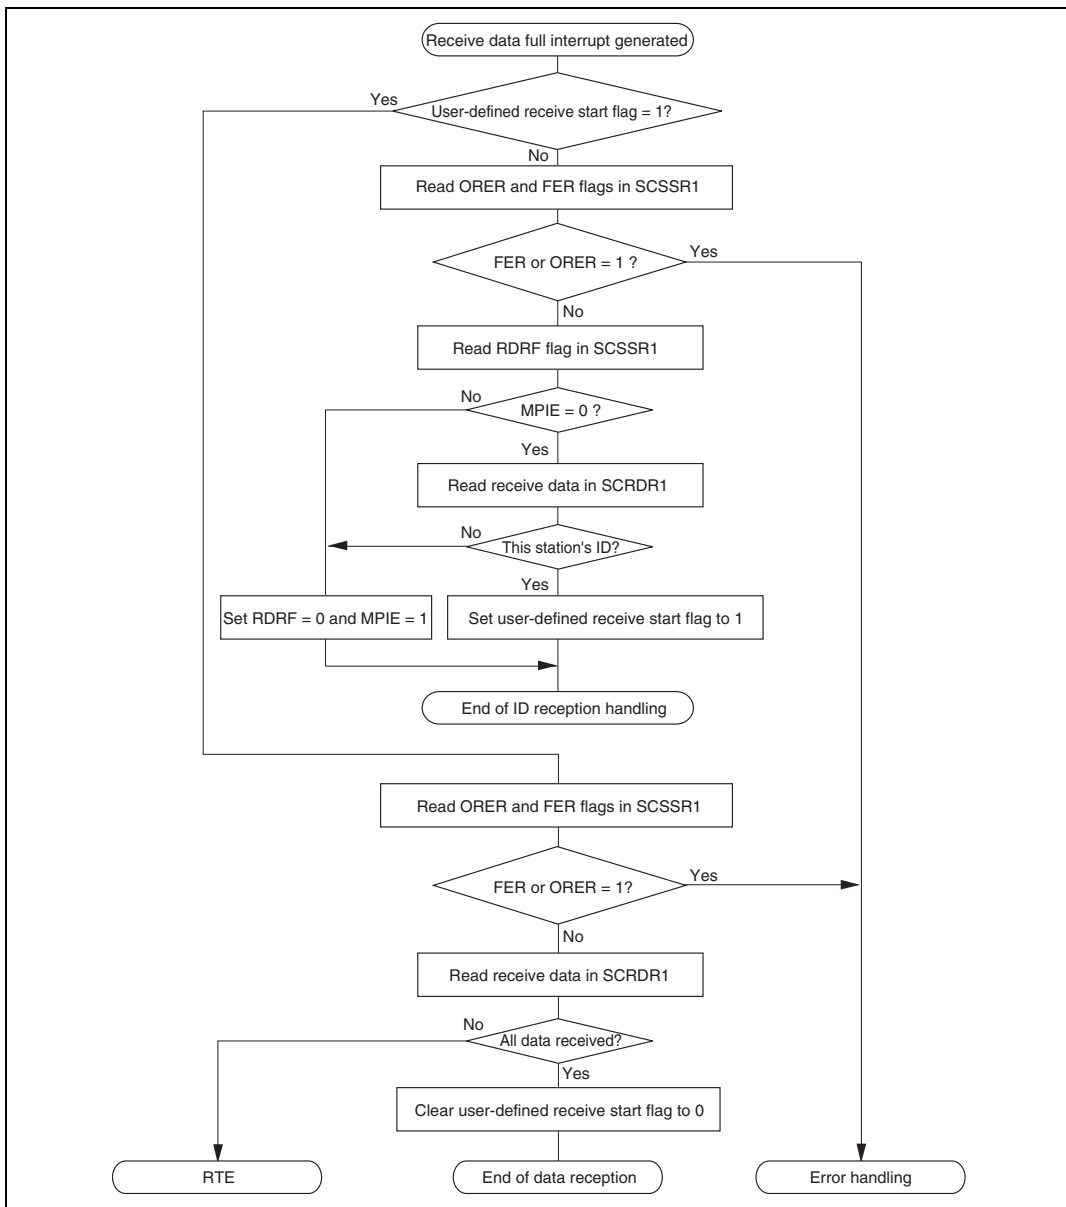 Receive data full interrupt generated
Yes
User-defined receive start flag = 1?
No
Read ORER and FER flags in SCSSR1
FER or ORER = 1 ?
Yes
No
Read RDRF flag in SCSSR1
No
MPIE = 0 ?
Yes
Read receive data in SCRDR1
No
This station's ID?
Yes
Set RDRF = 0 and MPIE = 1
Set user-defined receive start flag to 1
End of ID reception handling
Read ORER and FER flags in SCSSR1
FER or ORER = 1?
Yes
No
Read receive data in SCRDR1
No
All data received?
Yes
Clear user-defined receive start flag to 0
RTE
End of data reception
Error handling